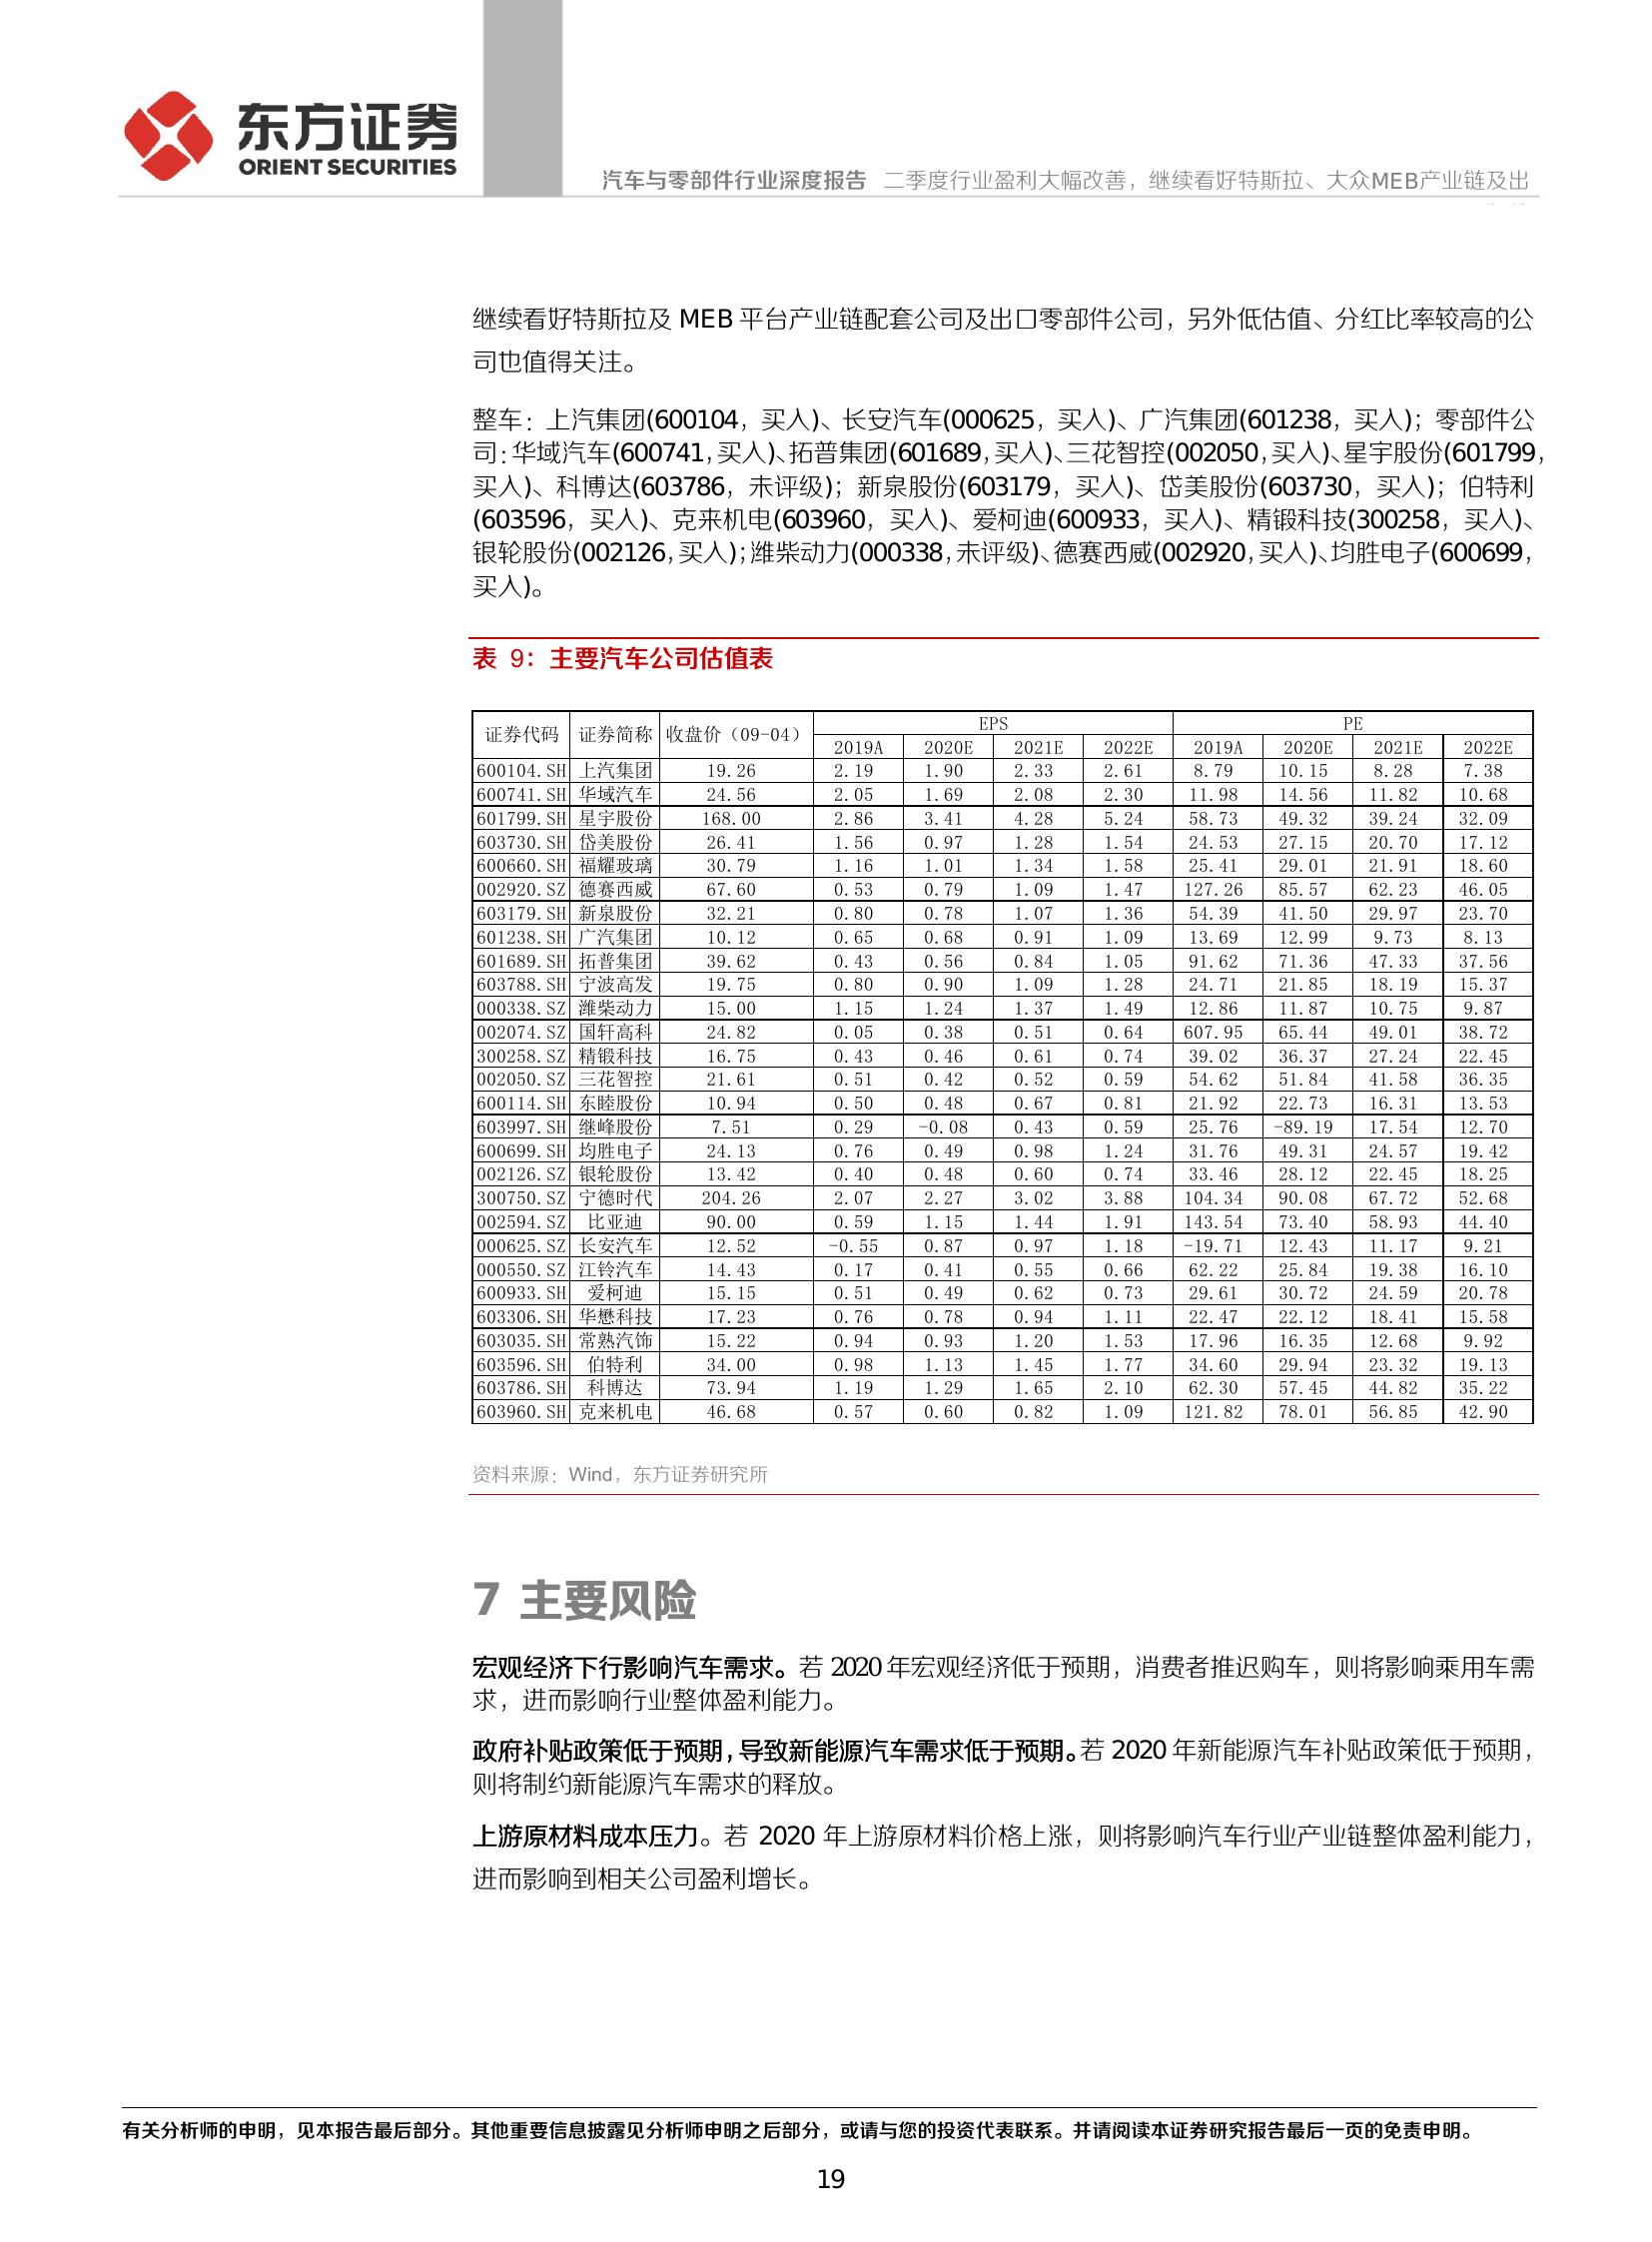 东方证券
ORIENT SECURITIES
汽车与零部件行业深度报告 二季度行业盈利大幅改善，继续看好特斯拉、大众MEB产业链及出
继续看好特斯拉及 MEB 平台产业链配套公司及出口零部件公司，另外低估值、分红比率较高的公
司也值得关注。
整车：上汽集团(600104，买入)、长安汽车(000625，买入)、广汽集团(601238，买入)；零部件公
司：华域汽车(600741，买入)、拓普集团(601689，买入)、三花智控(002050，买入)、星宇股份(601799，
买入)、科博达(603786，未评级)；新泉股份(603179，买入)、岱美股份(603730，买入)；伯特利
(603596，买入)、克来机电(603960，买入)、爱柯迪(600933，买入)、精锻科技(300258，买入)、
银轮股份(002126，买入)；潍柴动力(000338，未评级)、德赛西威(002920，买入)、均胜电子(600699，
买入)。
表 9：主要汽车公司估值表
证券代码 证券简称 收盘价（09-04） EPS PE
2019A 2020E 2021E 2022E 2019A 2020E 2021E 2022E
600104.SH 上汽集团 19.26 2.19 1.90 2.33 2.61 8.79 10.15 8.28 7.38
600741.SH 华域汽车 24.56 2.05 1.69 2.08 2.30 11.98 14.56 11.82 10.68
601799.SH 星宇股份 168.00 2.86 3.41 4.28 5.24 58.73 49.32 39.24 32.09
603730.SH 岱美股份 26.41 1.56 0.97 1.28 1.54 24.53 27.15 20.70 17.12
600660.SH 福耀玻璃 30.79 1.16 1.01 1.34 1.58 25.41 29.01 21.91 18.60
002920.SZ 德赛西威 67.60 0.53 0.79 1.09 1.47 127.26 85.57 62.23 46.05
603179.SH 新泉股份 32.21 0.80 0.78 1.07 1.36 54.39 41.50 29.97 23.70
601238.SH 广汽集团 10.12 0.65 0.68 0.91 1.09 13.69 12.99 9.73 8.13
601689.SH 拓普集团 39.62 0.43 0.56 0.84 1.05 91.62 71.36 47.33 37.56
603788.SH 宁波高发 19.75 0.80 0.90 1.09 1.28 24.71 21.85 18.19 15.37
000338.SZ 潍柴动力 15.00 1.15 1.24 1.37 1.49 12.86 11.87 10.75 9.87
002074.SZ 国轩高科 24.82 0.05 0.38 0.51 0.64 607.95 65.44 49.01 38.72
300258.SZ 精锻科技 16.75 0.43 0.46 0.61 0.74 39.02 36.37 27.24 22.45
002050.SZ 三花智控 21.61 0.51 0.42 0.52 0.59 54.62 51.84 41.58 36.35
600114.SH 东睦股份 10.94 0.50 0.48 0.67 0.81 21.92 22.73 16.31 13.53
603997.SH 继峰股份 7.51 0.29 -0.08 0.43 0.59 25.76 -89.19 17.54 12.70
600699.SH 均胜电子 24.13 0.76 0.49 0.98 1.24 31.76 49.31 24.57 19.42
002126.SZ 银轮股份 13.42 0.40 0.48 0.60 0.74 33.46 28.12 22.45 18.25
300750.SZ 宁德时代 204.26 2.07 2.27 3.02 3.88 104.34 90.08 67.72 52.68
002594.SZ 比亚迪 90.00 0.59 1.15 1.44 1.91 143.54 73.40 58.93 44.40
000625.SZ 长安汽车 12.52 -0.55 0.87 0.97 1.18 -19.71 12.43 11.17 9.21
000550.SZ 江铃汽车 14.43 0.17 0.41 0.55 0.66 62.22 25.84 19.38 16.10
600933.SH 爱柯迪 15.15 0.51 0.49 0.62 0.73 29.61 30.72 24.59 20.78
603306.SH 华懋科技 17.23 0.76 0.78 0.94 1.11 22.47 22.12 18.41 15.58
603035.SH 常熟汽饰 15.22 0.94 0.93 1.20 1.53 17.96 16.35 12.68 9.92
603596.SH 伯特利 34.00 0.98 1.13 1.45 1.77 34.60 29.94 23.32 19.13
603786.SH 科博达 73.94 1.19 1.29 1.65 2.10 62.30 57.45 44.82 35.22
603960.SH 克来机电 46.68 0.57 0.60 0.82 1.09 121.82 78.01 56.85 42.90
资料来源：Wind，东方证券研究所
7 主要风险
宏观经济下行影响汽车需求。若 2020 年宏观经济低于预期，消费者推迟购车，则将影响乘用车需
求，进而影响行业整体盈利能力。
政府补贴政策低于预期，导致新能源汽车需求低于预期。若 2020 年新能源汽车补贴政策低于预期，
则将制约新能源汽车需求的释放。
上游原材料成本压力。若 2020 年上游原材料价格上涨，则将影响汽车行业产业链整体盈利能力，
进而影响到相关公司盈利增长。
有关分析师的申明，见本报告最后部分。其他重要信息披露见分析师申明之后部分，或请与您的投资代表联系。并请阅读本证券研究报告最后一页的免责申明。
19